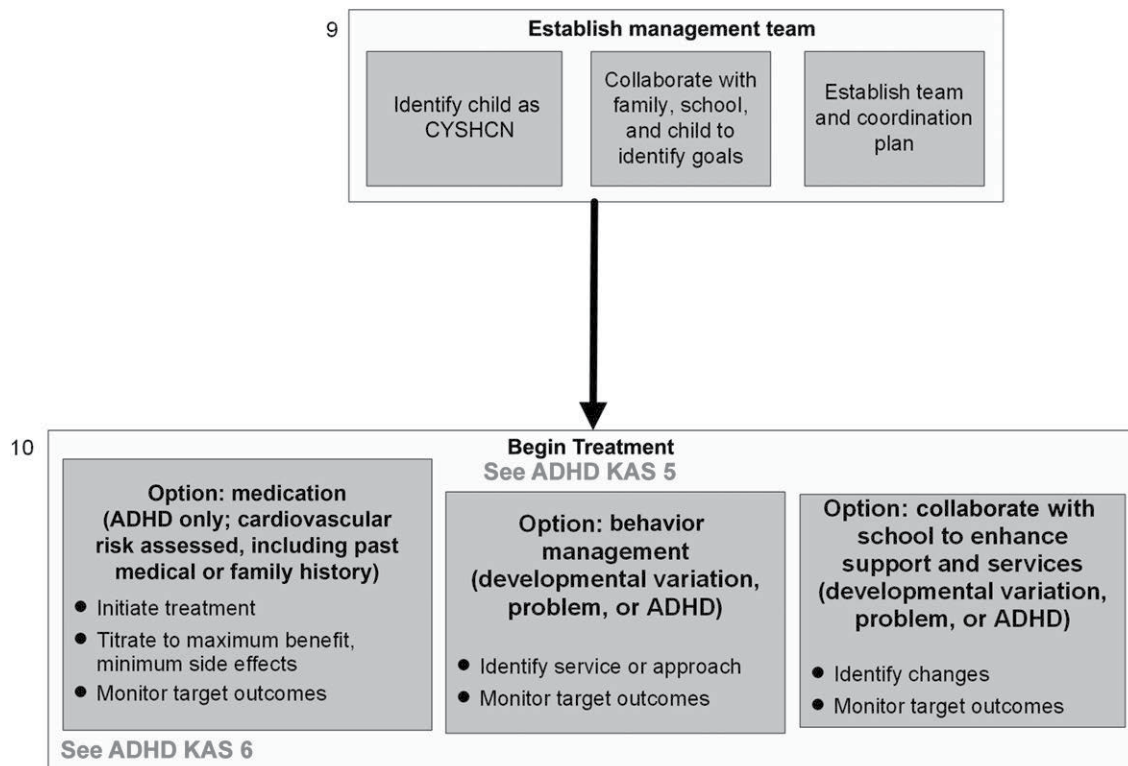 9
Establish management team
Identify child as
CYSHCN
Collaborate with
family, school,
and child to
identify goals
Establish team
and coordination
plan
10
Begin Treatment
See ADHD KAS 5
Option: medication
(ADHD only; cardiovascular
risk assessed, including past
medical or family history)
● Initiate treatment
● Titrate to maximum benefit,
minimum side effects
● Monitor target outcomes
See ADHD KAS 6
Option: behavior
management
(developmental variation,
problem, or ADHD)
● Identify service or approach
● Monitor target outcomes
Option: collaborate with
school to enhance
support and services
(developmental variation,
problem, or ADHD)
● Identify changes
● Monitor target outcomes